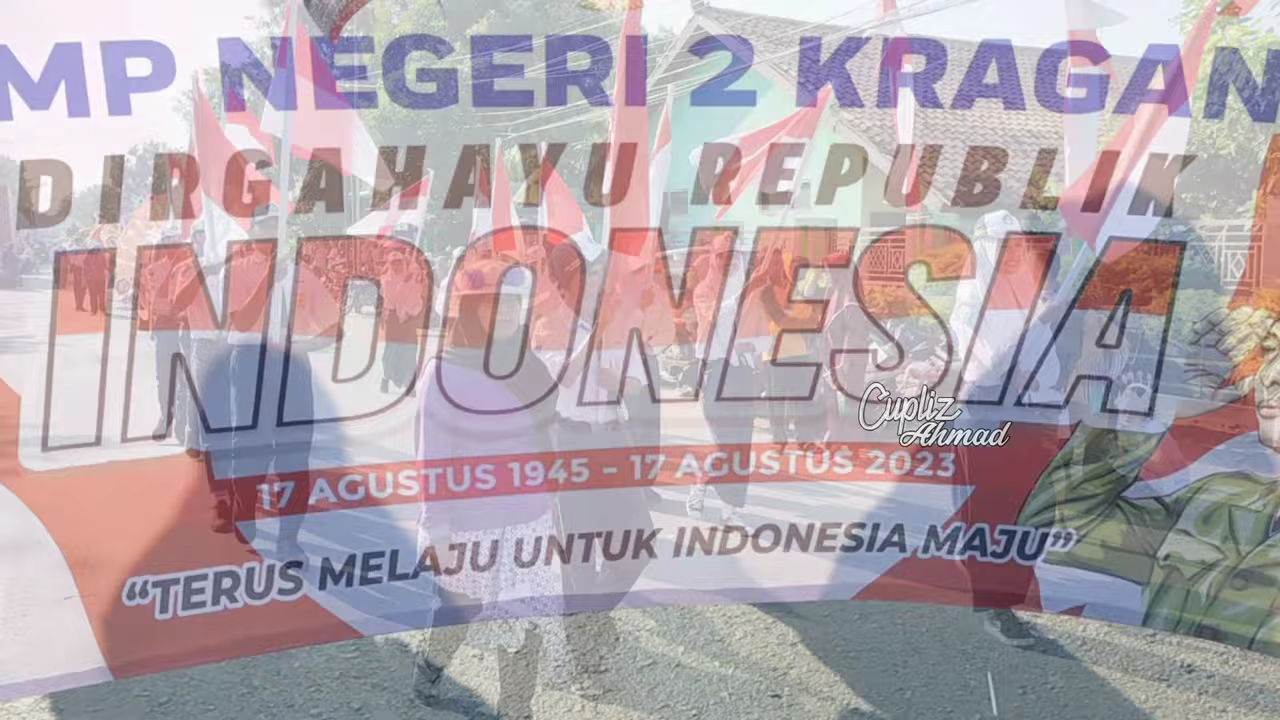 MP NEGERI 2 KRAGAN
DIRGAHAYU REPUBLIK
INDONESIA
Cupliz
Ahmad
17 AGUSTUS 1945 - 17 AGUSTUS 2023
“TERUS MELAJU UNTUK INDONESIA MAJU”